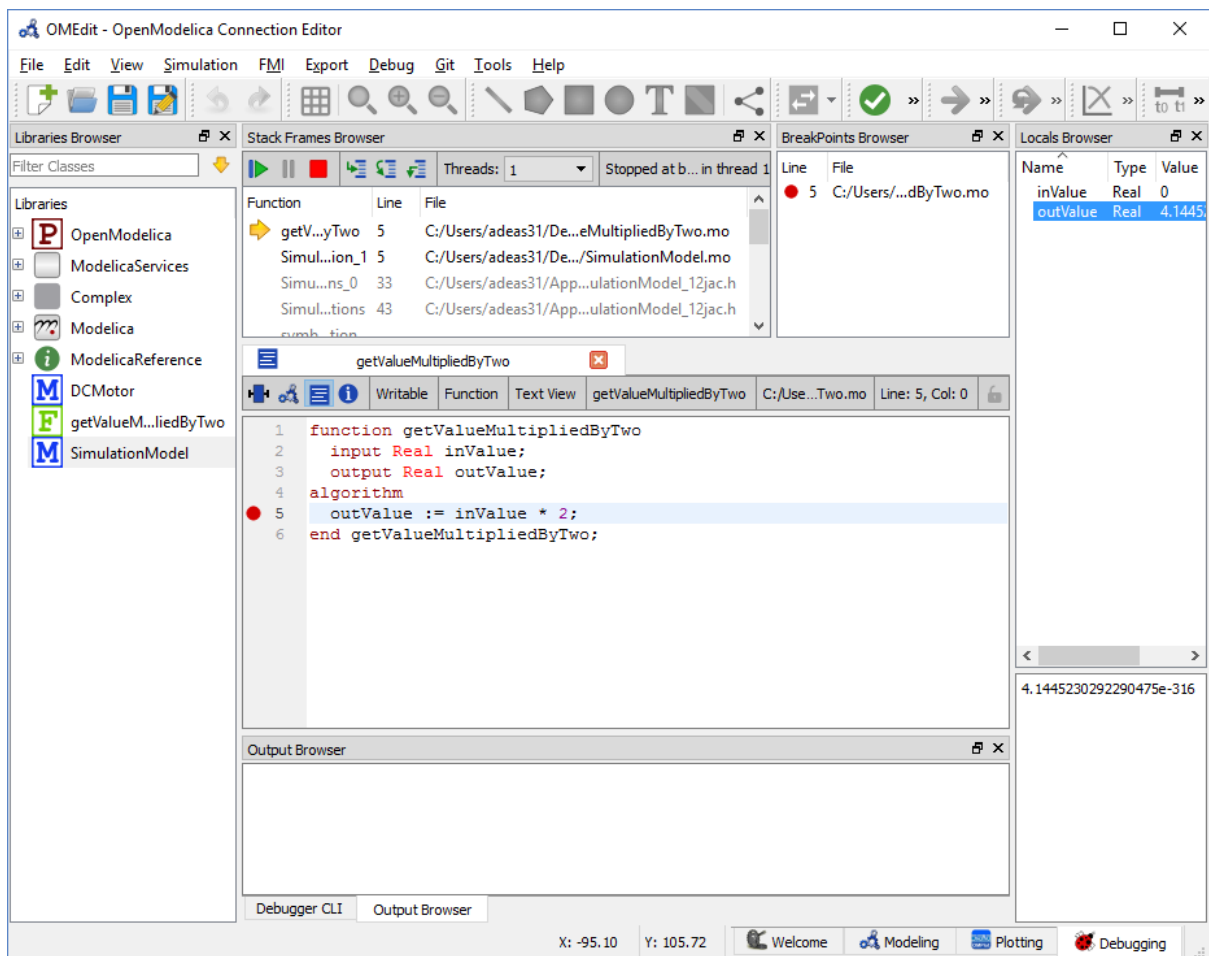 OMEdit - OpenModelica Connection Editor
File Edit View Simulation FMI Export Debug Git Tools Help
T » » » » t0 t1 »
Libraries Browser
Filter Classes
Libraries
P OpenModelica
ModelicaServices
Complex
Modelica
i ModelicaReference
M DCMotor
F getValueM...liedByTwo
M SimulationModel
Stack Frames Browser
Threads: 1 Stopped at b... in thread 1
Function Line File
getV...yTwo 5 C:/Users/adeas31/De...eMultipliedByTwo.mo
Simul...ion_1 5 C:/Users/adeas31/De.../SimulationModel.mo
Simu...ns_0 33 C:/Users/adeas31/App...ulationModel_12jac.h
Simul...tions 43 C:/Users/adeas31/App...ulationModel_12jac.h
BreakPoints Browser
Line File
5 C:/Users/...dByTwo.mo
Locals Browser
Name Type Value
inValue Real 0
outValue Real 4.1445
getValueMultipliedByTwo
Writable Function Text View getValueMultipliedByTwo C:/Use...Two.mo Line: 5, Col: 0
1 function getValueMultipliedByTwo
2 input Real inValue;
3 output Real outValue;
4 algorithm
5 outValue := inValue * 2;
6 end getValueMultipliedByTwo;
4.1445230292290475e-316
Output Browser
Debugger CLI Output Browser
X: -95.10 Y: 105.72 Welcome Modeling Plotting Debugging